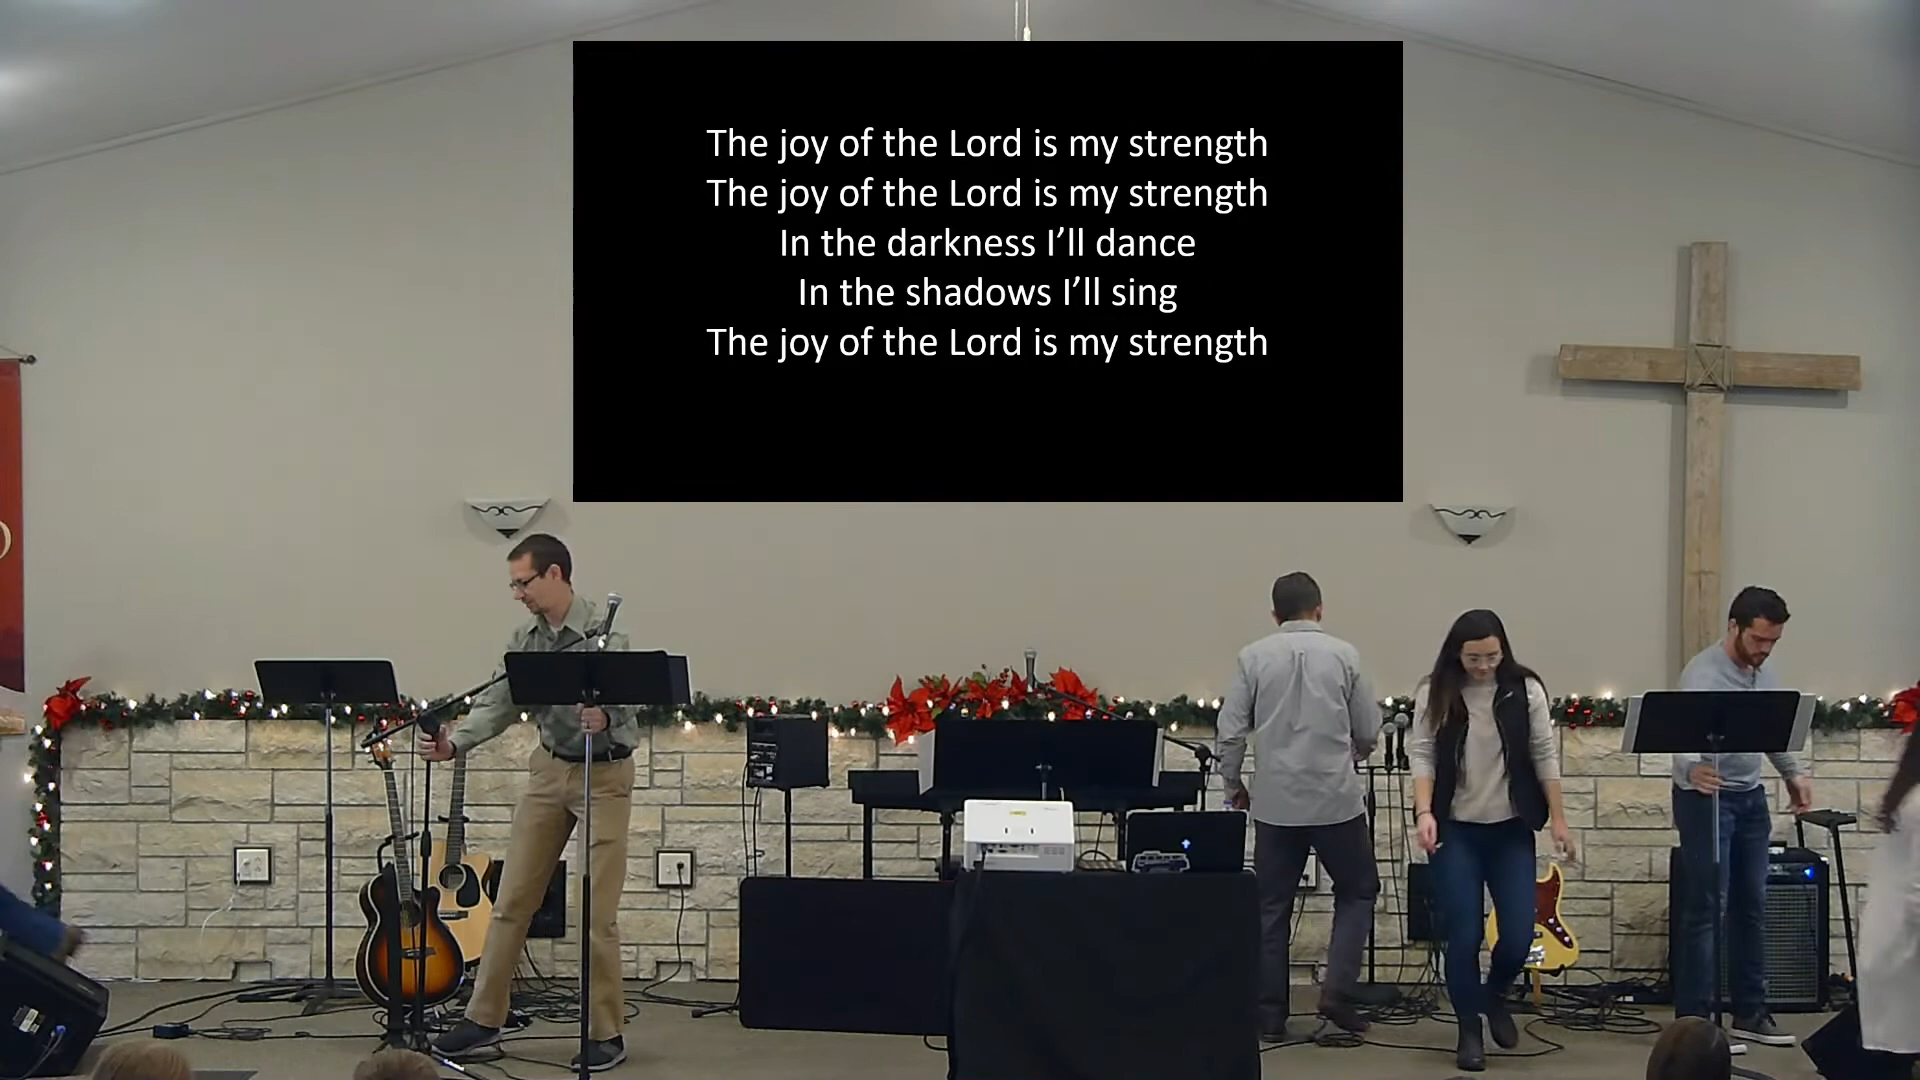 The joy of the Lord is my strength
The joy of the Lord is my strength
In the darkness I’ll dance
In the shadows I’ll sing
The joy of the Lord is my strength